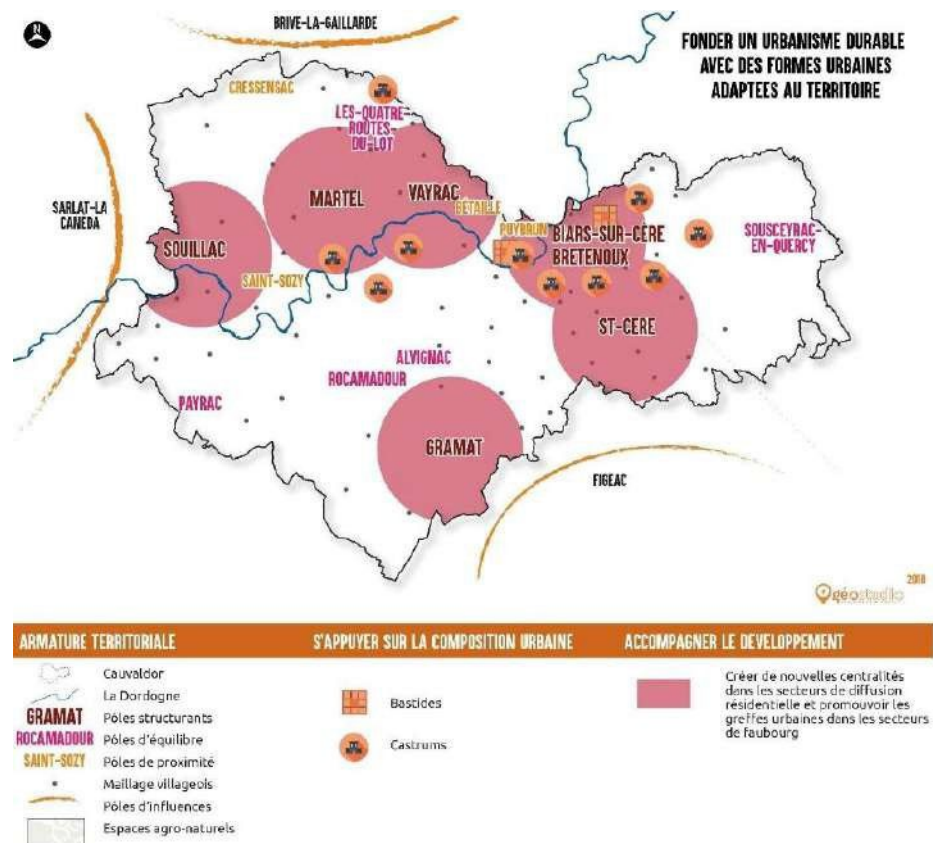 N
BRIVE-LA-GAILLARDE
FONDER UN URBANISME DURABLE
AVEC DES FORMES URBAINES
ADAPTEES AU TERRITOIRE
CRESSENSAC
LES-QUATRE-
ROUTES-
DU-LOT
SARLAT-LA
CANEDA
MARTEL
VAYRAC
BÉTAILLE
PUYBRUN
BIARS-SUR-CÈRE
BRETENOUX
SOUSCEYRAC-
EN-QUERCY
SOUILLAC
SAINT-SOZY
ST-CERE
ALVIGNAC
ROCAMADOUR
PAYRAC
GRAMAT
FIGEAC
2018
géostudio
ARMATURE TERRITORIALE
Cauvaldor
La Dordogne
GRAMAT Pôles structurants
ROCAMADOUR Pôles d'équilibre
SAINT-SOZY Pôles de proximité
Maillage villageois
Pôles d'influences
Espaces agro-naturels
S'APPUYER SUR LA COMPOSITION URBAINE
Bastides
Castrums
ACCOMPAGNER LE DEVELOPPEMENT
Créer de nouvelles centralités
dans les secteurs de diffusion
résidentielle et promouvoir les
greffes urbaines dans les secteurs
de faubourg